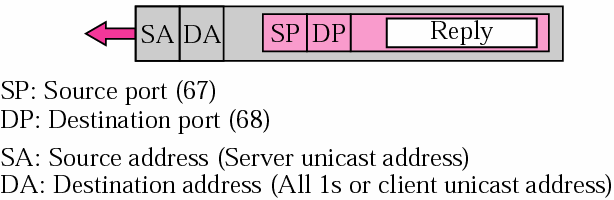 SA DA SP DP Reply
SP: Source port (67)
DP: Destination port (68)
SA: Source address (Server unicast address)
DA: Destination address (All 1s or client unicast address)